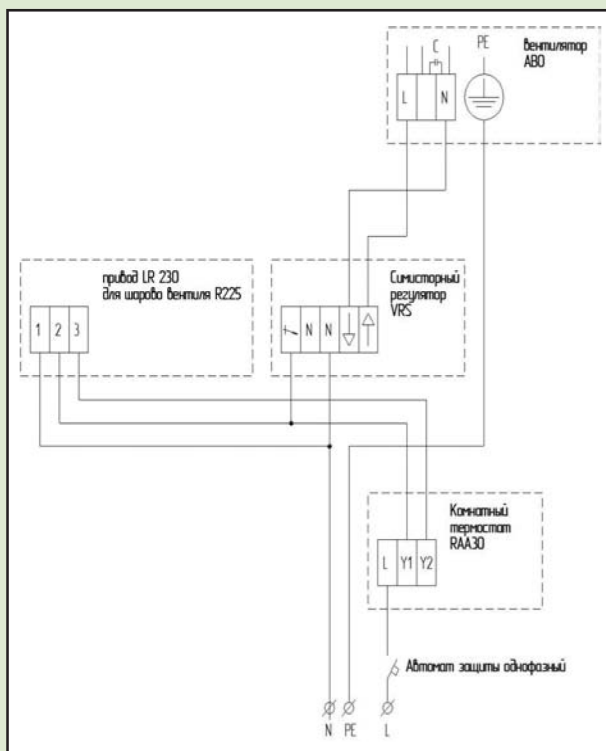 C
PE
вентилятор
АВО
L N
привод LR 230
для шарово вентиля R225
1 2 3
Симисторный
регулятор
VRS
N N
Комнатный
термостат
RAA30
L Y1 Y2
Автомат защиты однофазный
N PE L